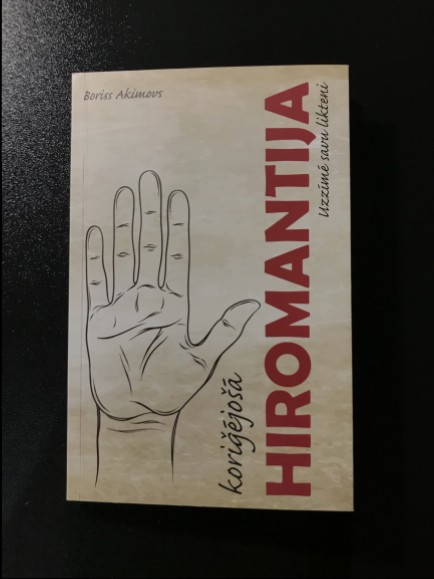 Boriss Akimovs
koriģējošā
HIROMANTIJA
Uzzīmē savu likteni